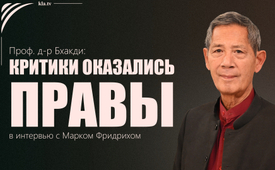 kla.tv
Проф. д-р Бхакди:
КРИТИКИ ОКАЗАЛИСЬ
ПРАВЫ
в интервью с Марком Фридрихом